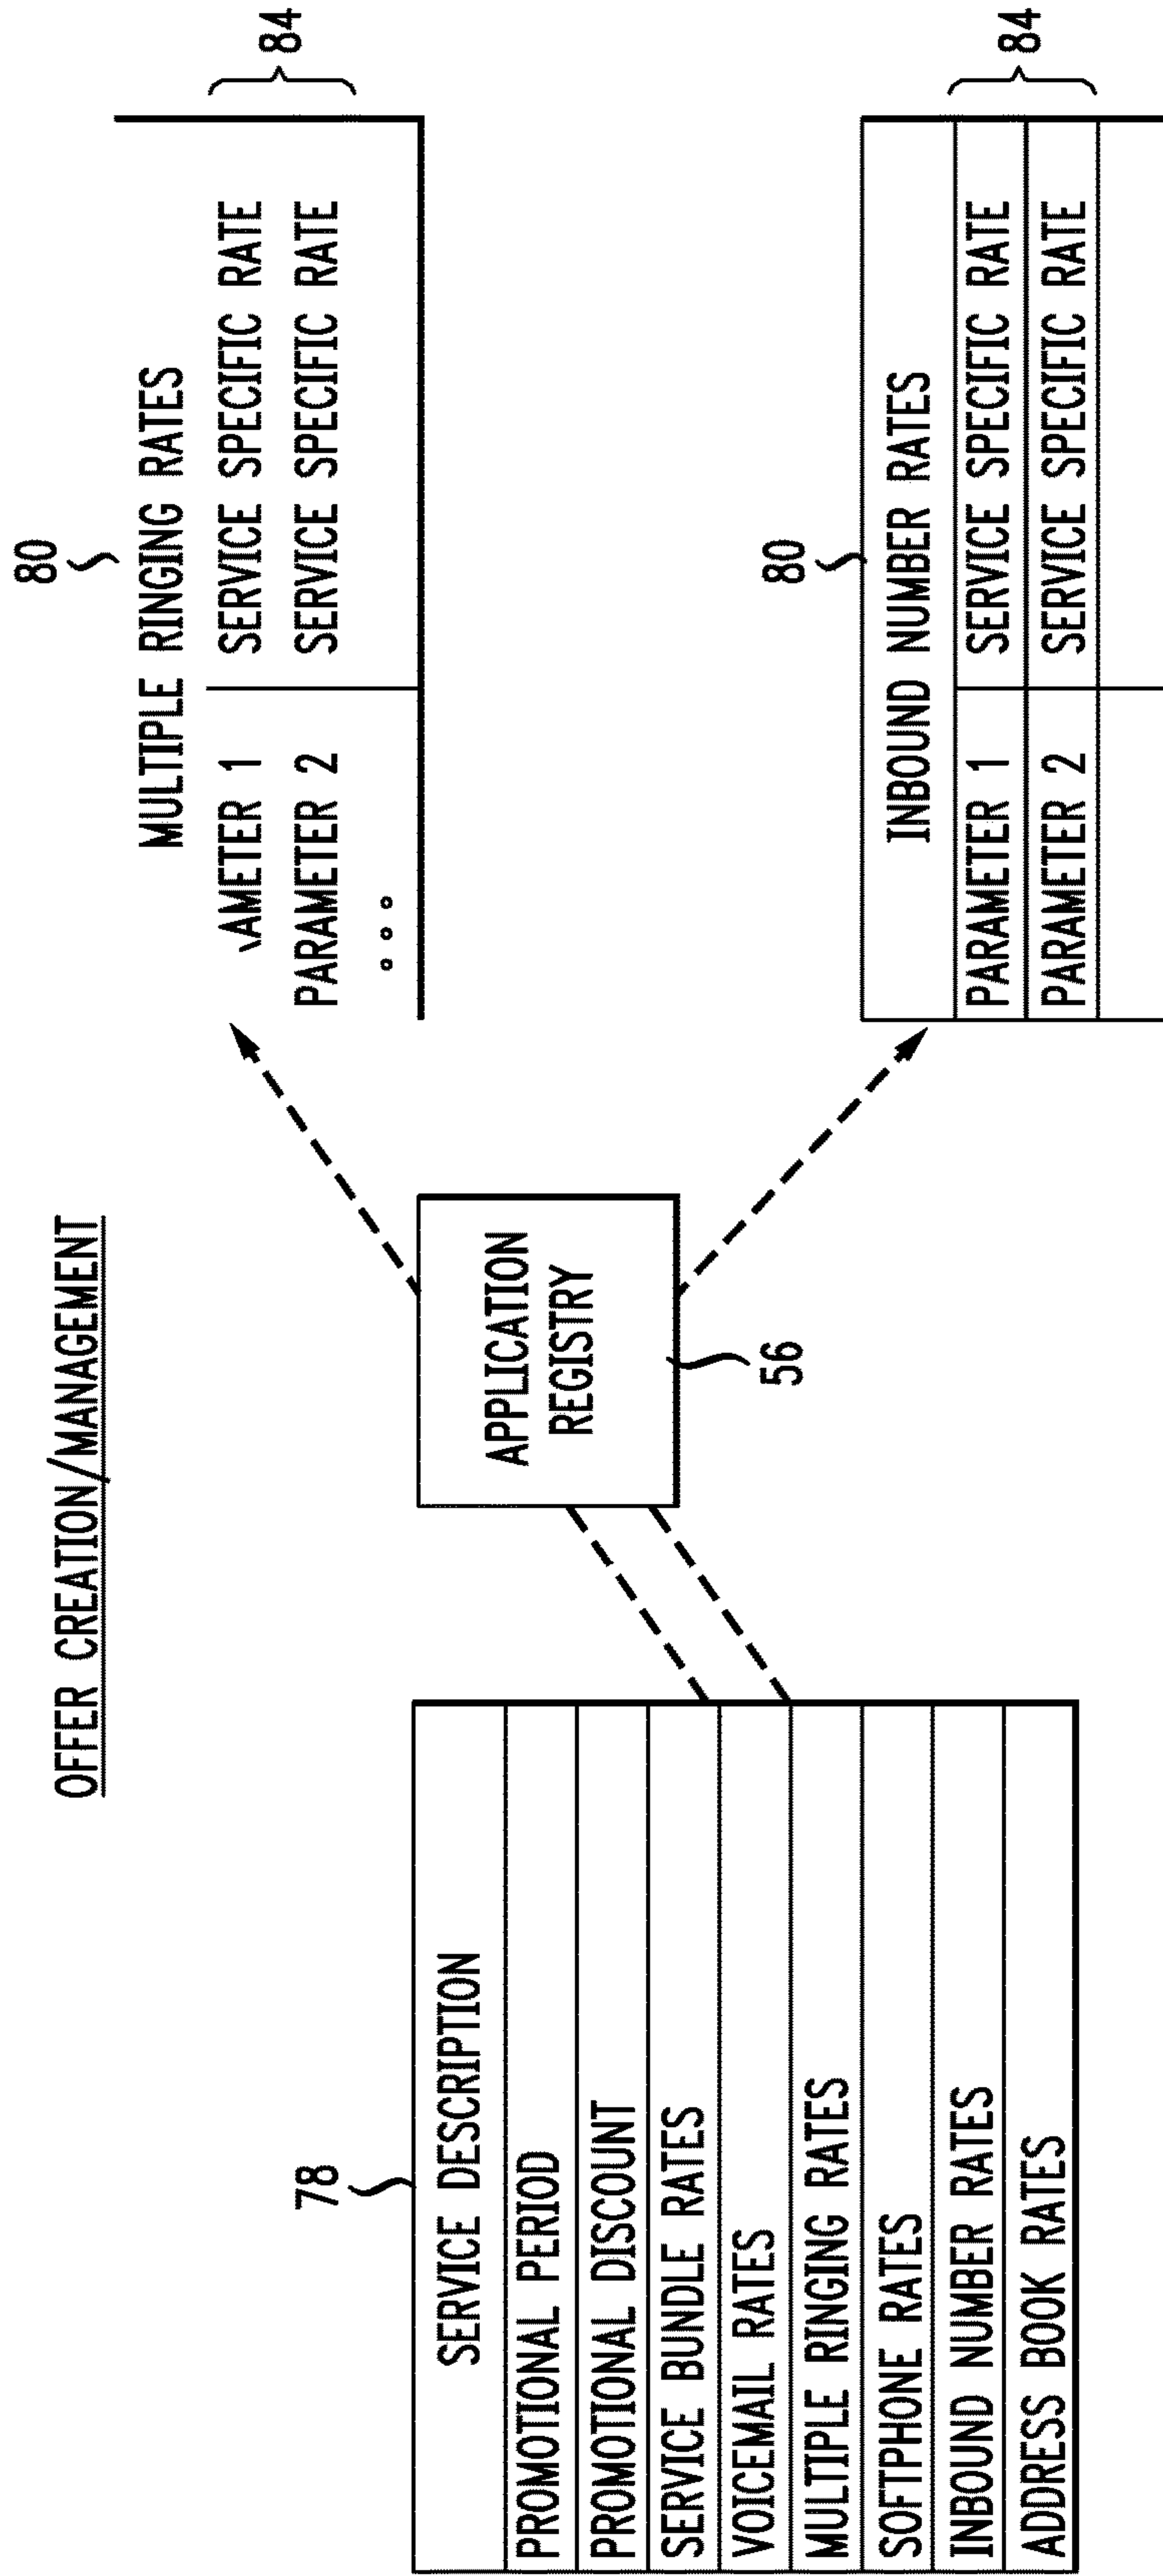 OFFER CREATION/MANAGEMENT
78
SERVICE DESCRIPTION
PROMOTIONAL PERIOD
PROMOTIONAL DISCOUNT
SERVICE BUNDLE RATES
VOICEMAIL RATES
MULTIPLE RINGING RATES
SOFTPHONE RATES
INBOUND NUMBER RATES
ADDRESS BOOK RATES
APPLICATION
REGISTRY
56
80
MULTIPLE RINGING RATES
AMETER 1 SERVICE SPECIFIC RATE
PARAMETER 2 SERVICE SPECIFIC RATE
84
80
INBOUND NUMBER RATES
PARAMETER 1 SERVICE SPECIFIC RATE
PARAMETER 2 SERVICE SPECIFIC RATE
84